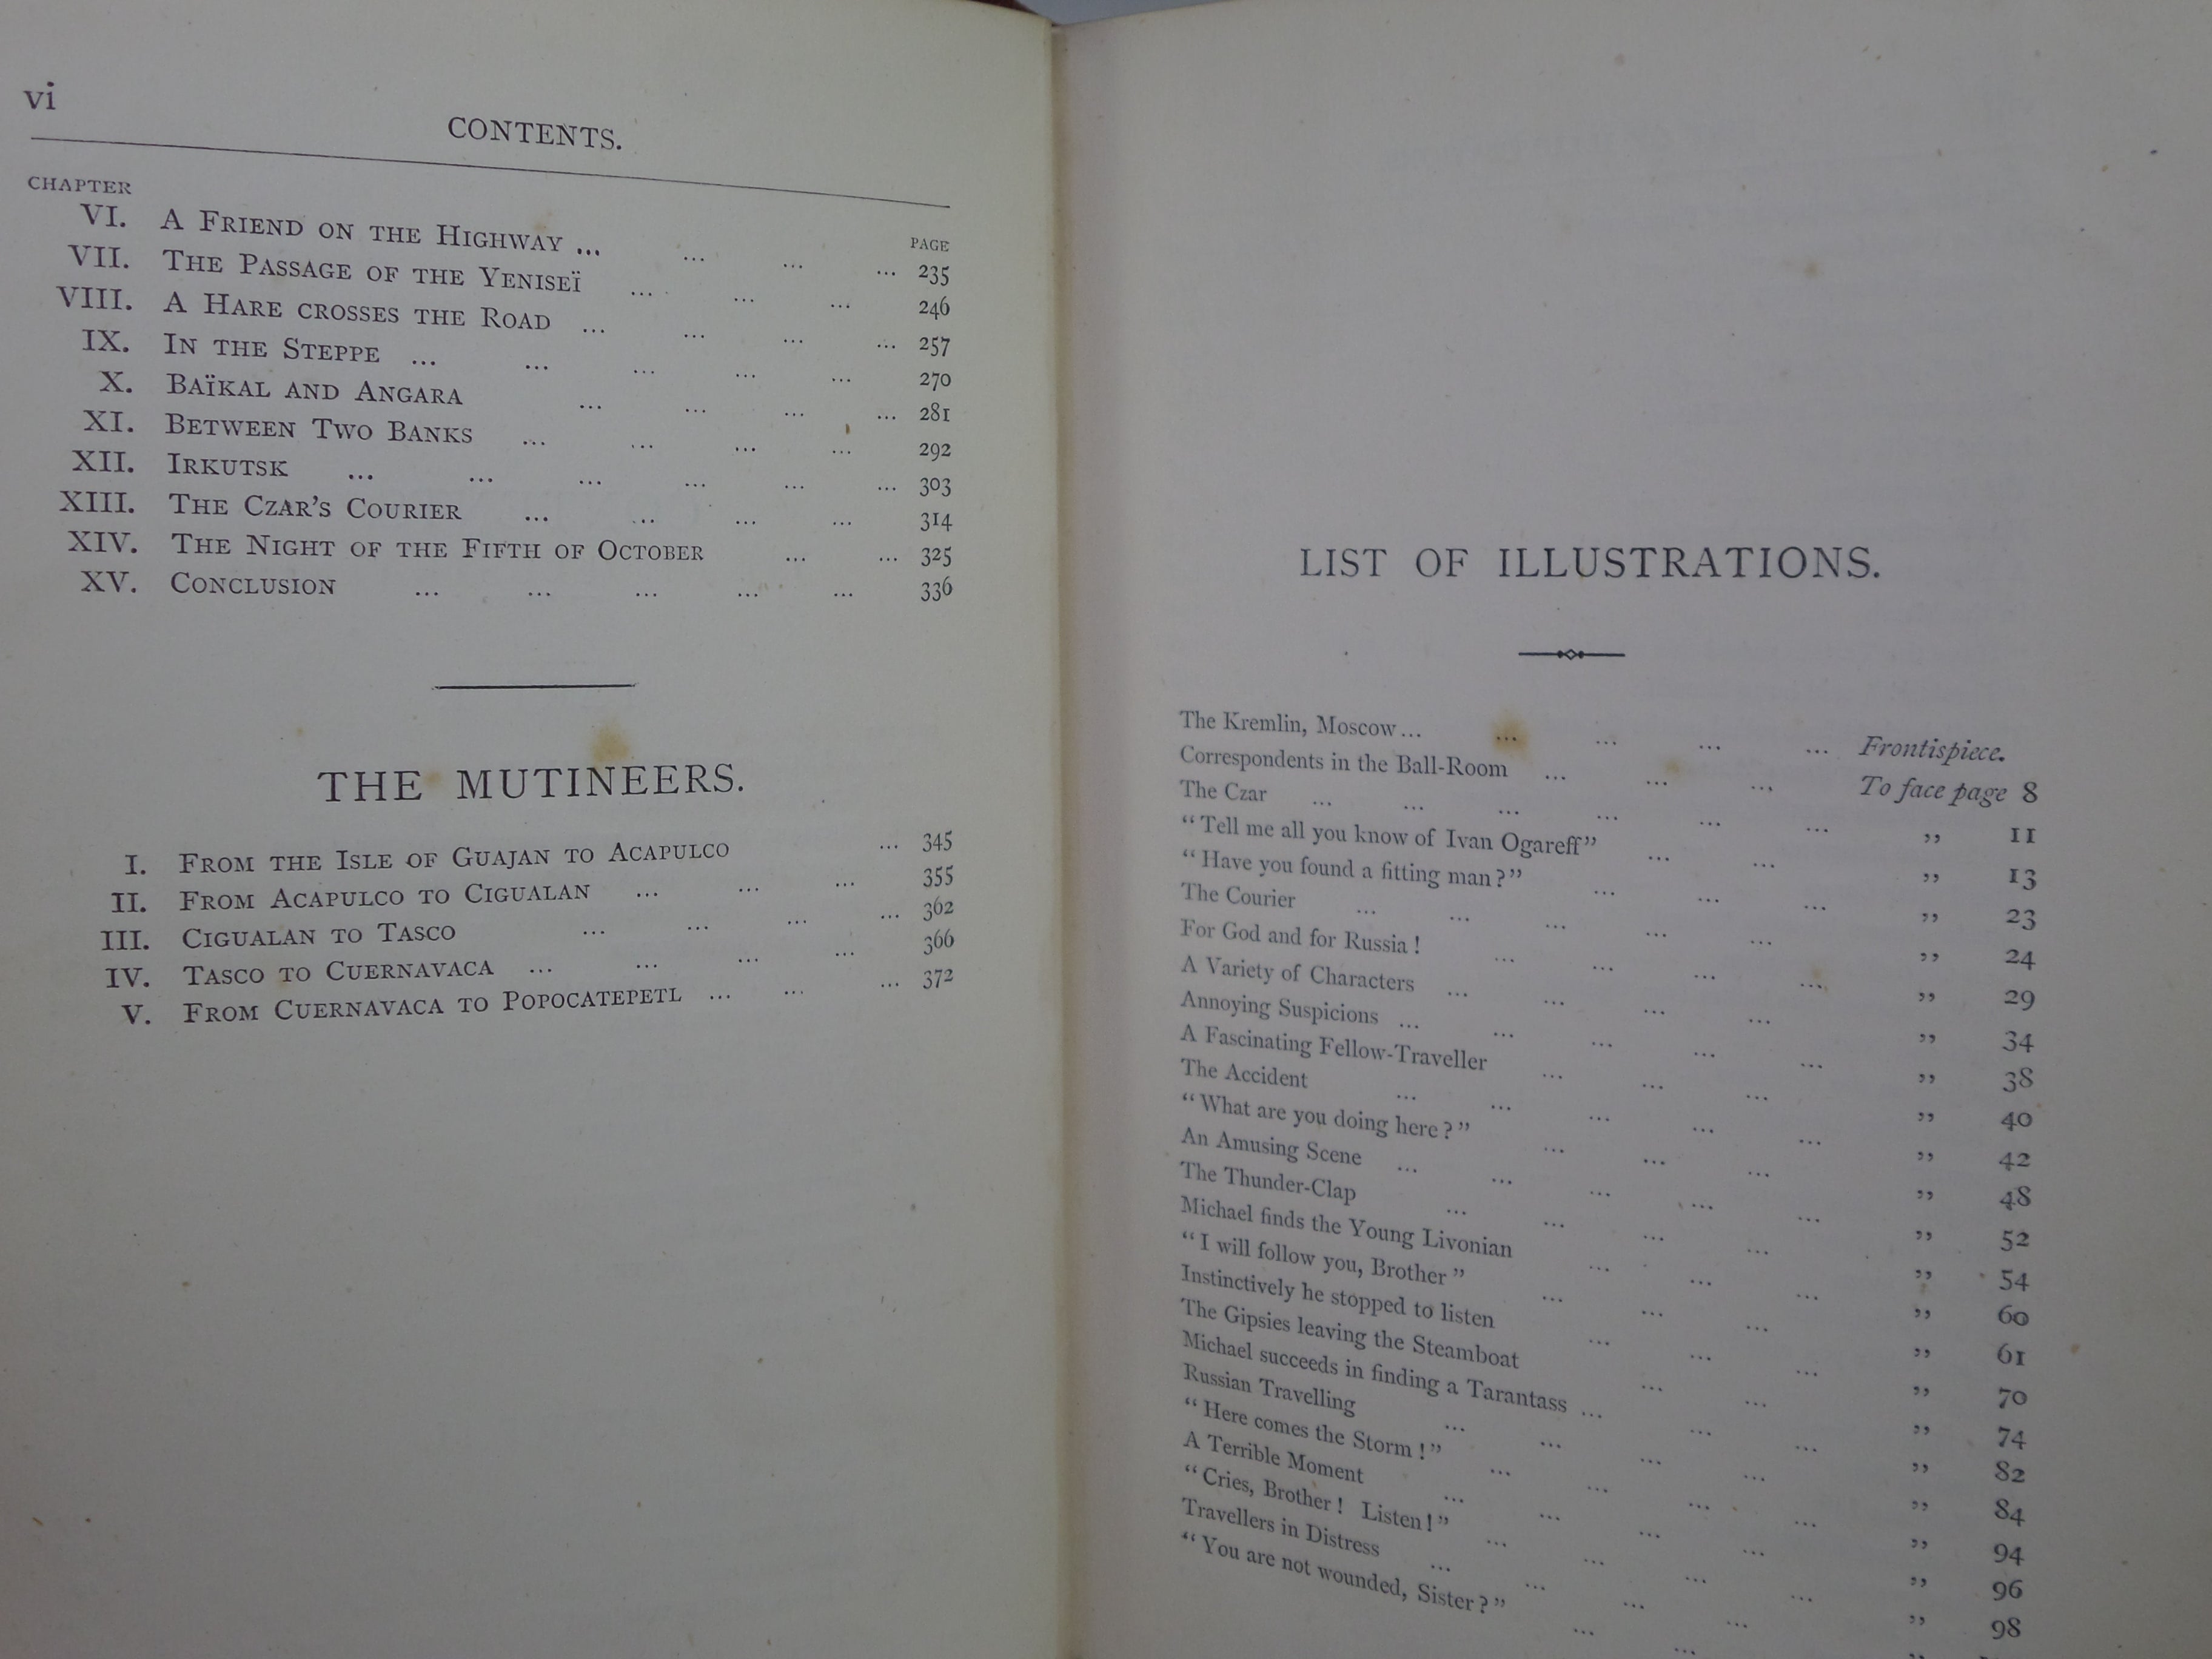 vi
CONTENTS.
CHAPTER
PAGE
VI. A FRIEND ON THE HIGHWAY ... ... ... ... 235
VII. THE PASSAGE OF THE YENISEÏ ... ... ... 246
VIII. A HARE CROSSES THE ROAD ... ... ... ... 257
IX. IN THE STEPPE ... ... ... ... ... 270
X. BAÏKAL AND ANGARA ... ... ... ... 281
XI. BETWEEN TWO BANKS ... ... ... ... 292
XII. IRKUTSK ... ... ... ... ... ... 303
XIII. THE CZAR'S COURIER ... ... ... ... 314
XIV. THE NIGHT OF THE FIFTH OF OCTOBER ... ... 325
XV. CONCLUSION ... ... ... ... ... 336
THE MUTINEERS.
I. FROM THE ISLE OF GUAJAN TO ACAPULCO ... 345
II. FROM ACAPULCO TO CIGUALAN ... ... ... 355
III. CIGUALAN TO TASCO ... ... ... ... 362
IV. TASCO TO CUERNAVACA ... ... ... ... 366
V. FROM CUERNAVACA TO POPOCATEPETL ... ... ... 372
LIST OF ILLUSTRATIONS.
The Kremlin, Moscow... ... ... ... ... Frontispiece.
Correspondents in the Ball-Room ... ... ... To face page 8
The Czar ... ... ... ... ... ... ” 11
“Tell me all you know of Ivan Ogareff” ... ... ” 13
“Have you found a fitting man?” ... ... ... ” 23
The Courier ... ... ... ... ... ” 24
For God and for Russia! ... ... ... ... ” 29
A Variety of Characters ... ... ... ... ” 34
Annoying Suspicions ... ... ... ... ... ” 38
A Fascinating Fellow-Traveller ... ... ... ” 40
The Accident ... ... ... ... ... ” 42
“What are you doing here?” ... ... ... ” 48
An Amusing Scene ... ... ... ... ... ” 52
The Thunder-Clap ... ... ... ... ” 54
Michael finds the Young Livonian ... ... ... ” 60
“I will follow you, Brother” ... ... ... ” 61
Instinctively he stopped to listen ... ... ... ” 70
The Gipsies leaving the Steamboat ... ... ” 74
Michael succeeds in finding a Tarantass ... ... ... ” 82
Russian Travelling ... ... ... ... ” 84
“Here comes the Storm!” ... ... ... ... ” 94
A Terrible Moment ... ... ... ... ” 96
“Cries, Brother! Listen!” ... ... ... ... ” 98
Travellers in Distress ... ... ... ...
“You are not wounded, Sister?” ... ...